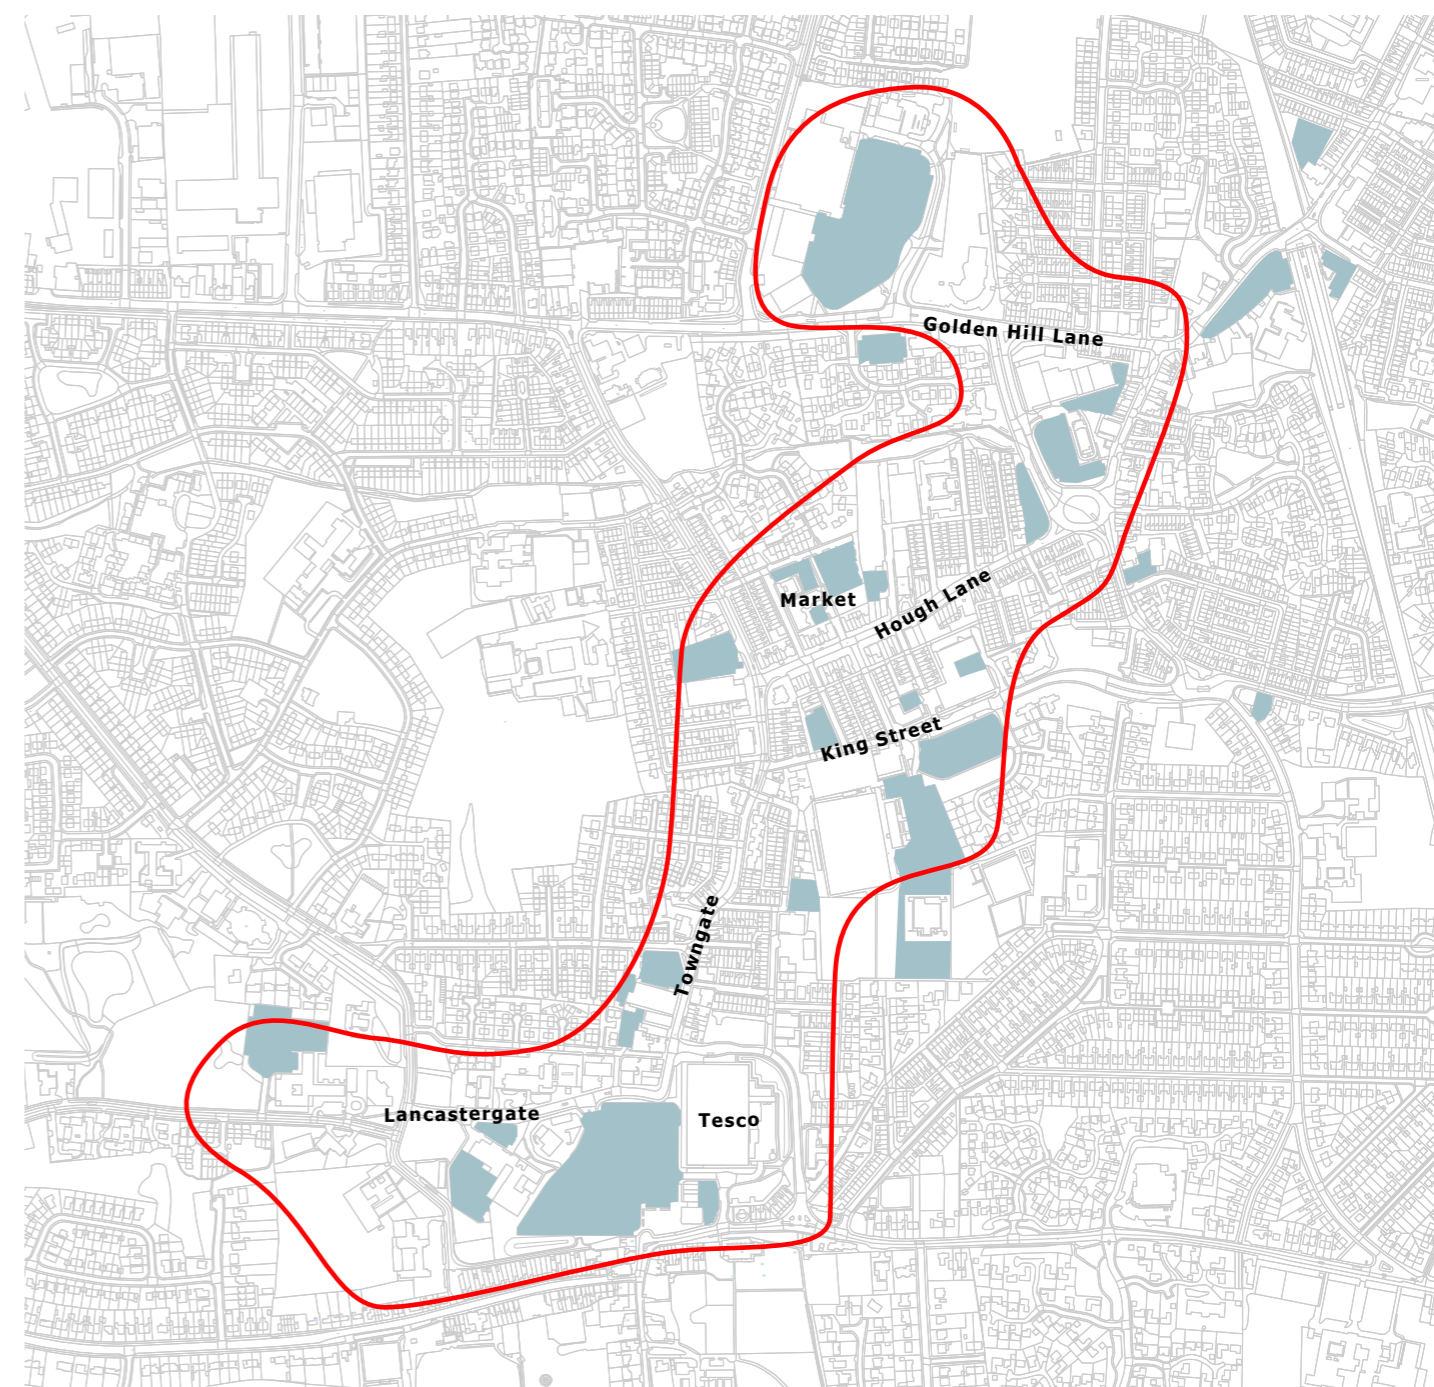 Golden Hill Lane
Market
Hough Lane
King Street
Towngate
Lancastergate
Tesco